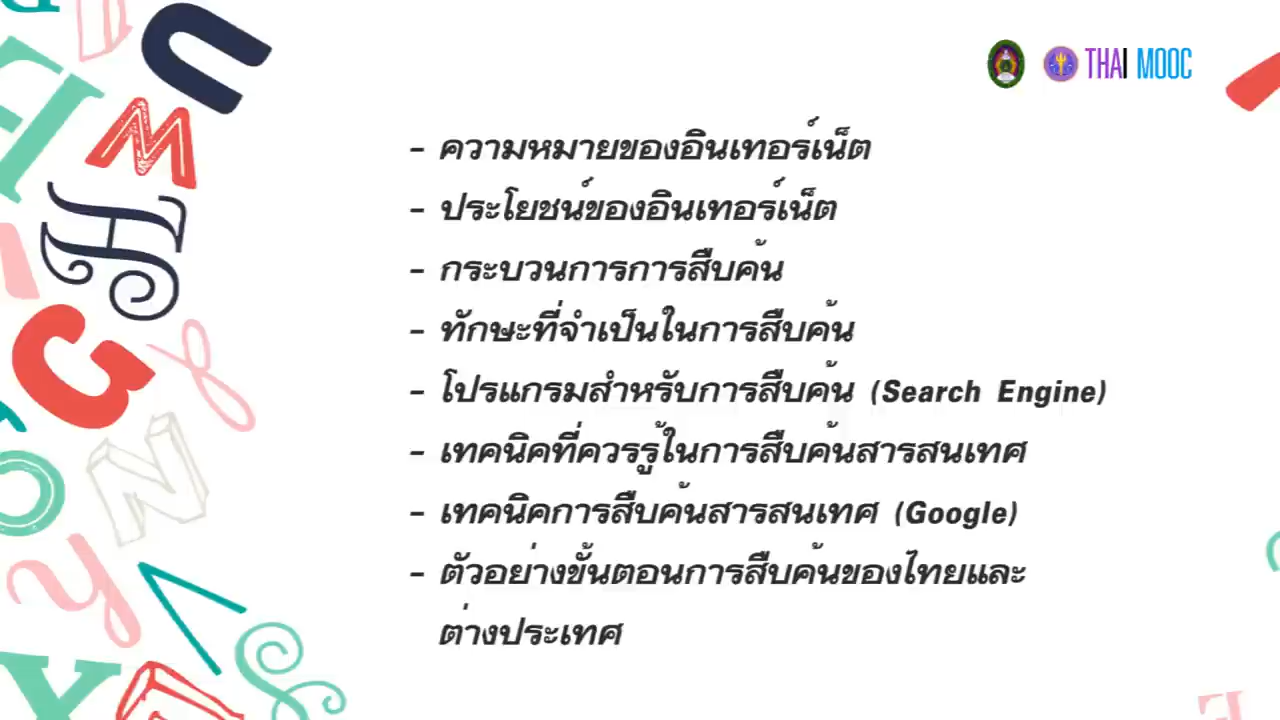 THAI MOOC
- ความหมายของอินเทอร์เน็ต
- ประโยชน์ของอินเทอร์เน็ต
- กระบวนการการสืบค้น
- ทักษะที่จำเป็นในการสืบค้น
- โปรแกรมสำหรับการสืบค้น (Search Engine)
- เทคนิคที่ควรรู้ในการสืบค้นสารสนเทศ
- เทคนิคการสืบค้นสารสนเทศ (Google)
- ตัวอย่างขั้นตอนการสืบค้นของไทยและ
ต่างประเทศ